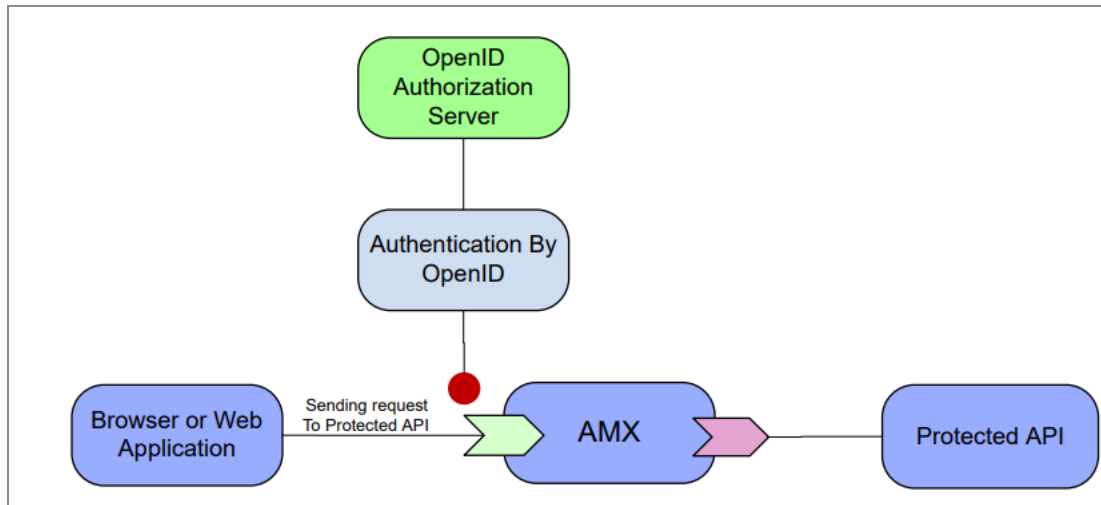 OpenID
Authorization
Server
Authentication By
OpenID
Browser or Web
Application
Sending request
To Protected API
AMX
Protected API